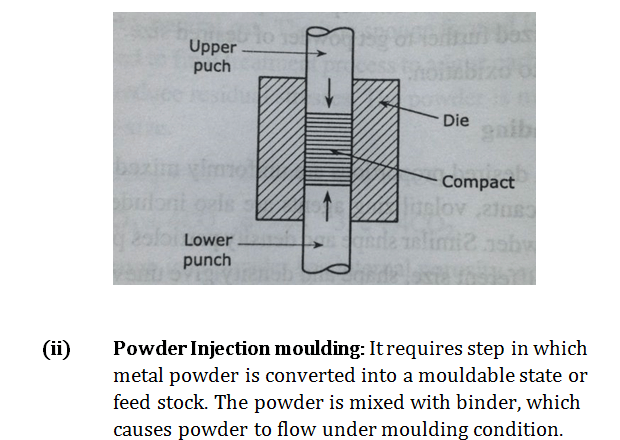 Upper
puch
Die
Compact
Lower
punch
(ii) Powder Injection moulding: It requires step in which
metal powder is converted into a mouldable state or
feed stock. The powder is mixed with binder, which
causes powder to flow under moulding condition.